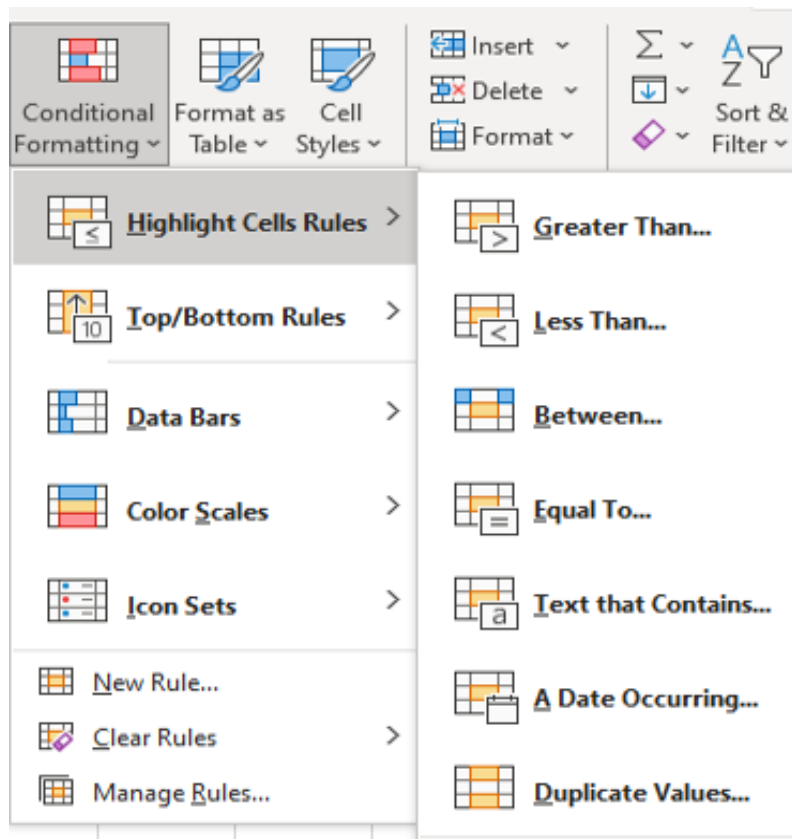 Conditional
Formatting
Format as
Table
Cell
Styles
Insert
Delete
Format
Σ
A
Z
Sort &
Filter
≤
Highlight Cells Rules
10
Top/Bottom Rules
Data Bars
Color Scales
Icon Sets
New Rule...
Clear Rules
Manage Rules...
>
Greater Than...
<
Less Than...
Between...
=
Equal To...
a
Text that Contains...
A Date Occurring...
Duplicate Values...